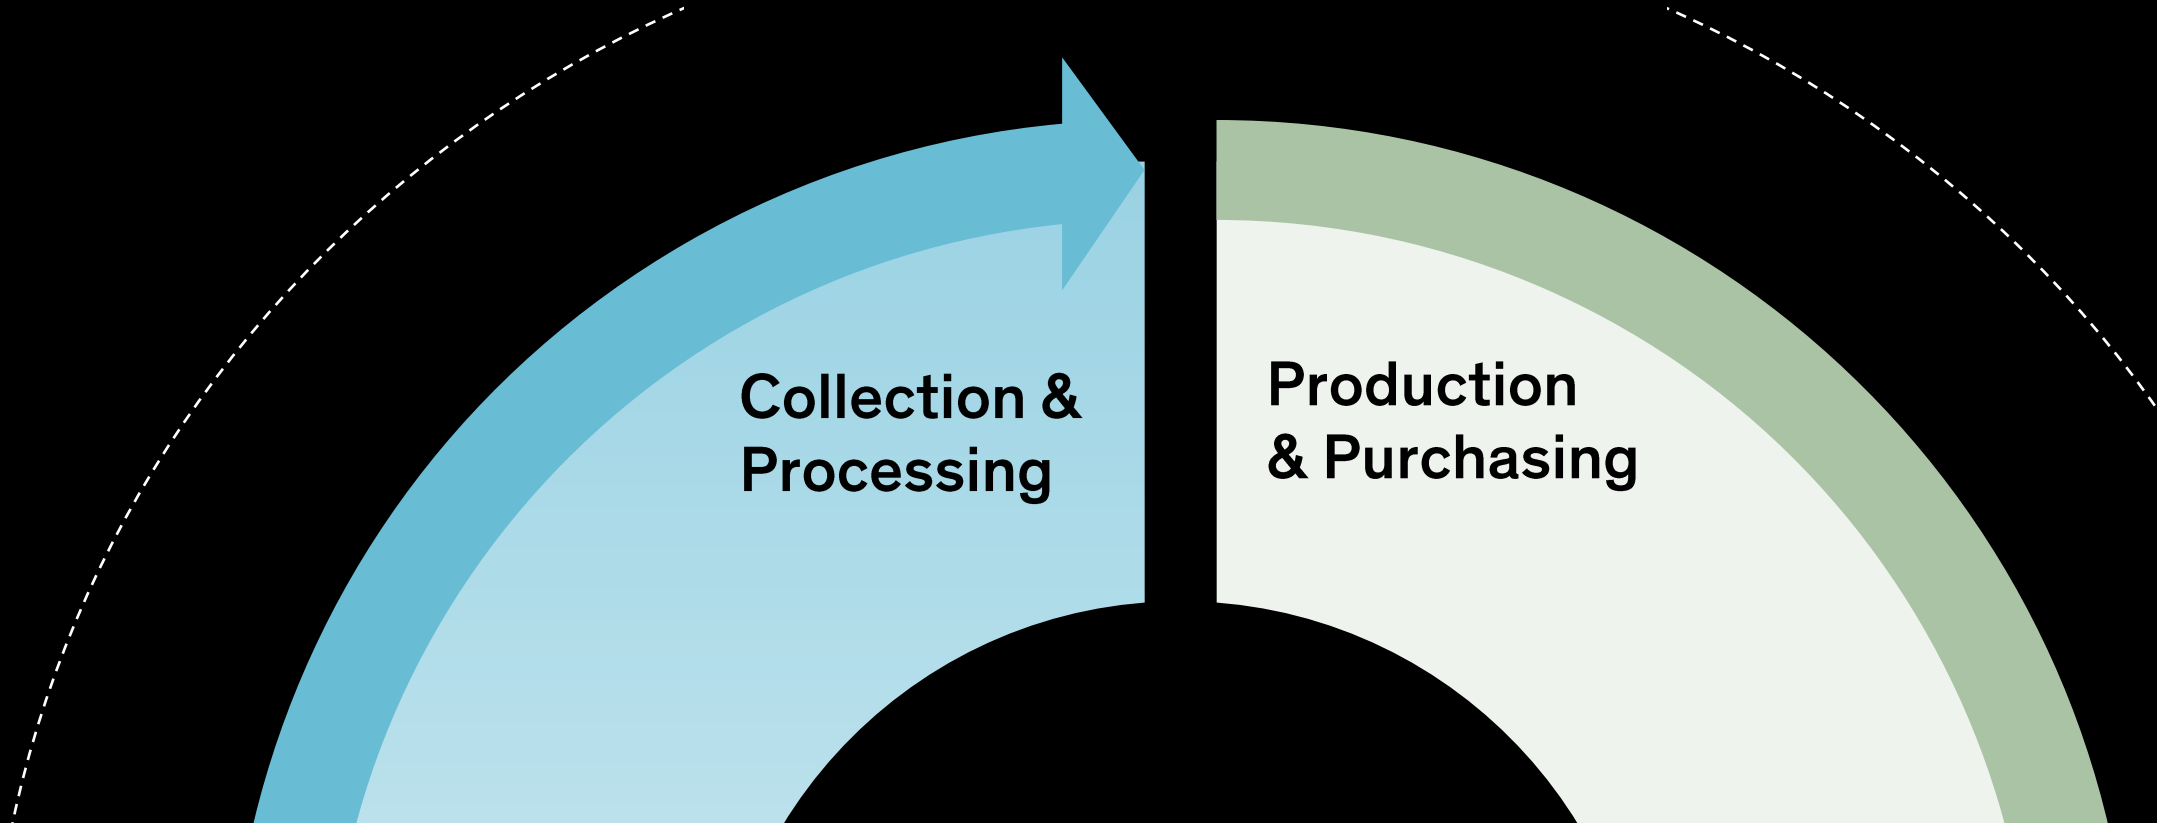 Collection &
Processing
Production
& Purchasing